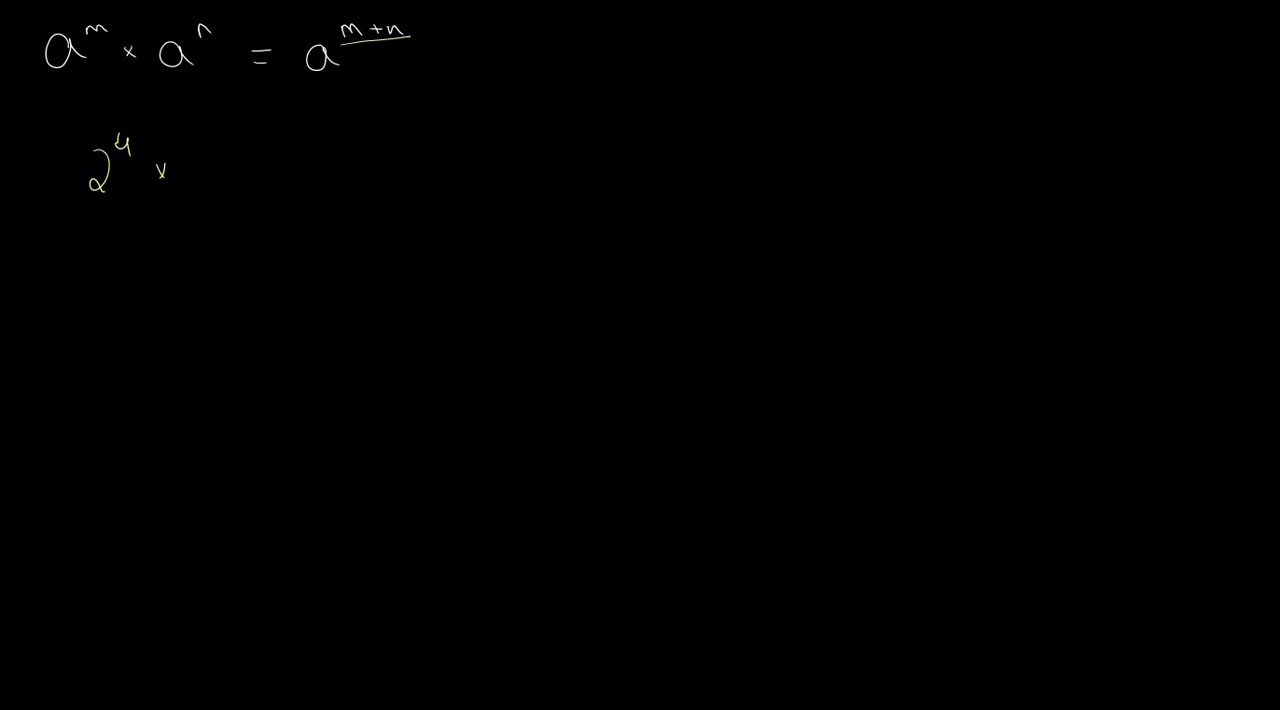 a^m × a^n = a^{m+n}
2^4 ×